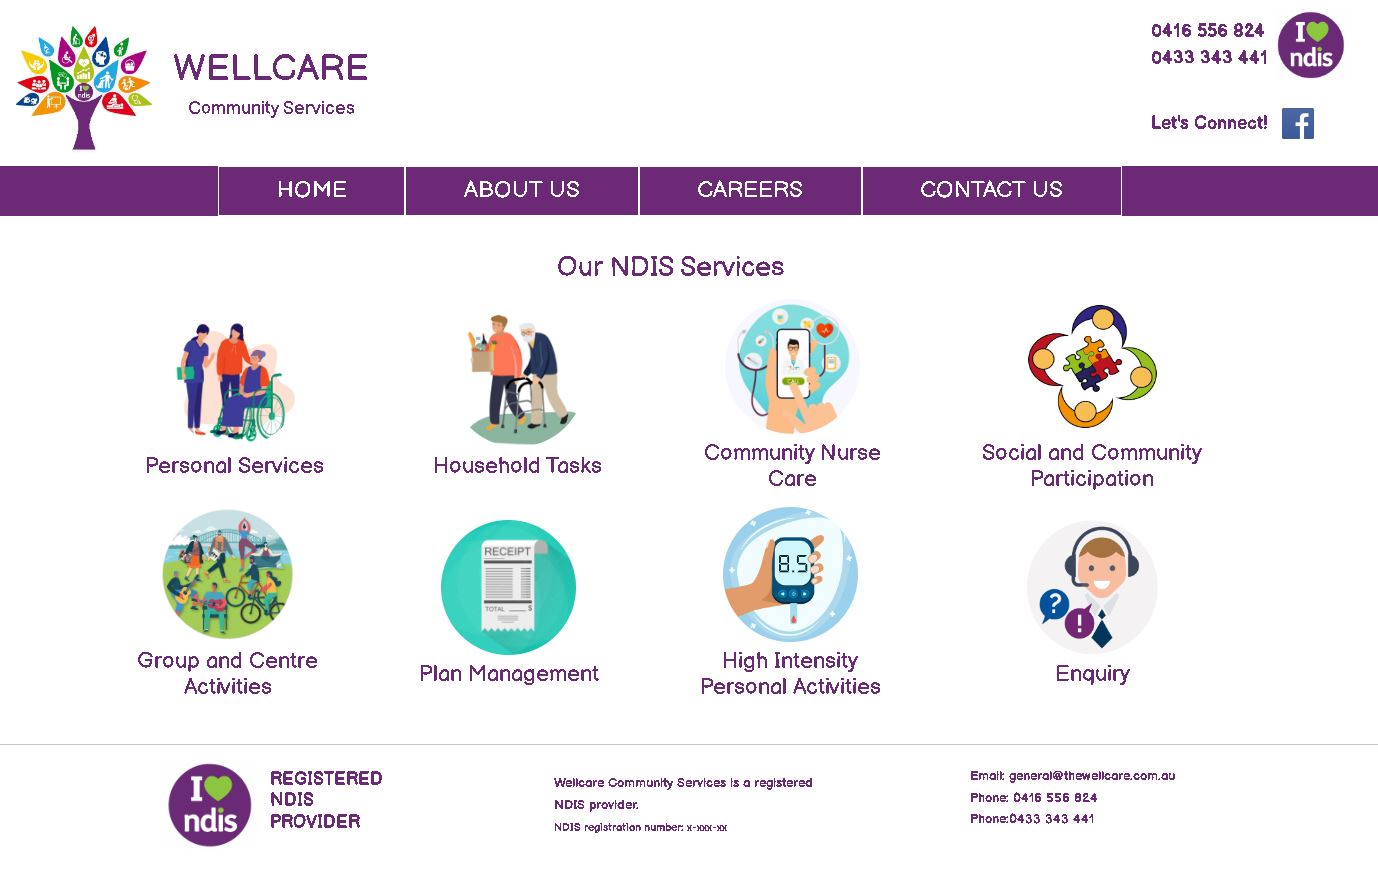 WELLCARE
Community Services
0416 556 824
0433 343 441
I
ndis
Let's Connect!
f
HOME
ABOUT US
CAREERS
CONTACT US
Our NDIS Services
Personal Services
Household Tasks
CALL
Community Nurse
Care
Social and Community
Participation
Group and Centre
Activities
RECEIPT
TOTAL $
Plan Management
8.5
High Intensity
Personal Activities
? !
Enquiry
I
ndis
REGISTERED
NDIS
PROVIDER
Wellcare Community Services is a registered
NDIS provider.
NDIS registration number: x-xxx-xx
Email: general@thewellcare.com.au
Phone: 0416 556 824
Phone:0433 343 441